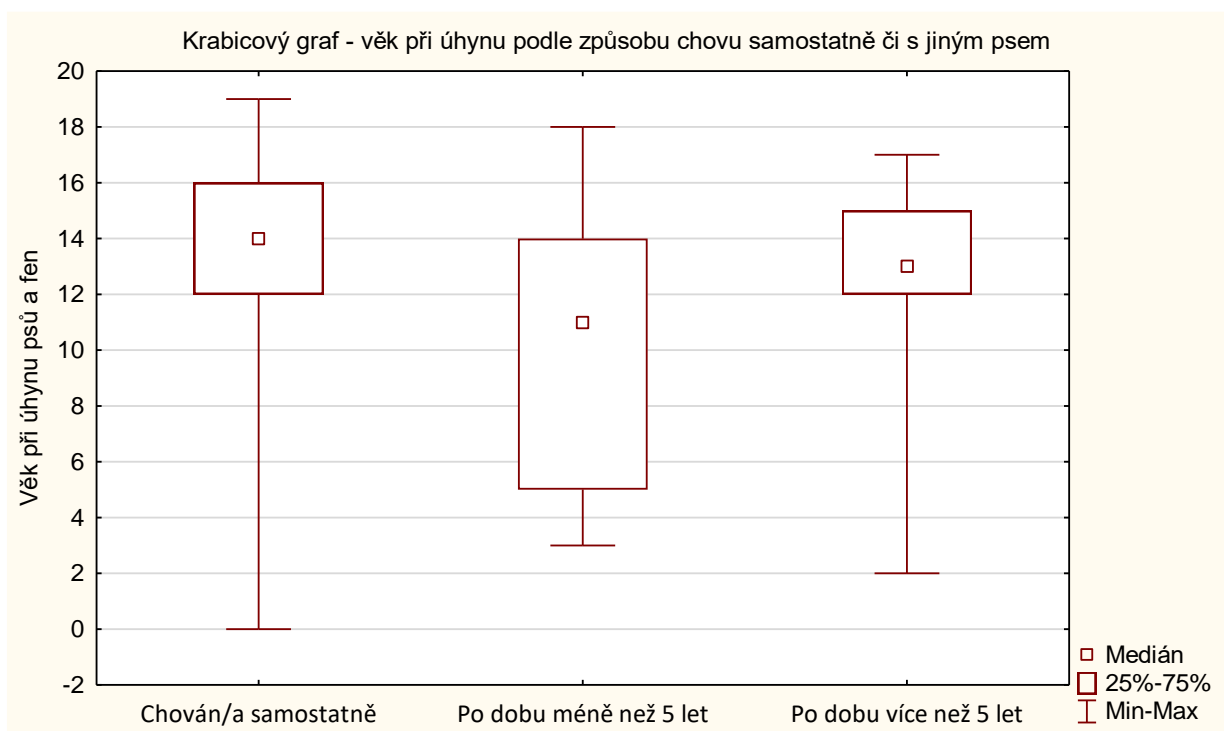 Krabicový graf - věk při úhynu podle způsobu chovu samostatně či s jiným psem
Věk při úhynu psů a fen
20
18
16
14
12
10
8
6
4
2
0
-2
Chován/a samostatně
Po dobu méně než 5 let
Po dobu více než 5 let
Medián
25%-75%
Min-Max